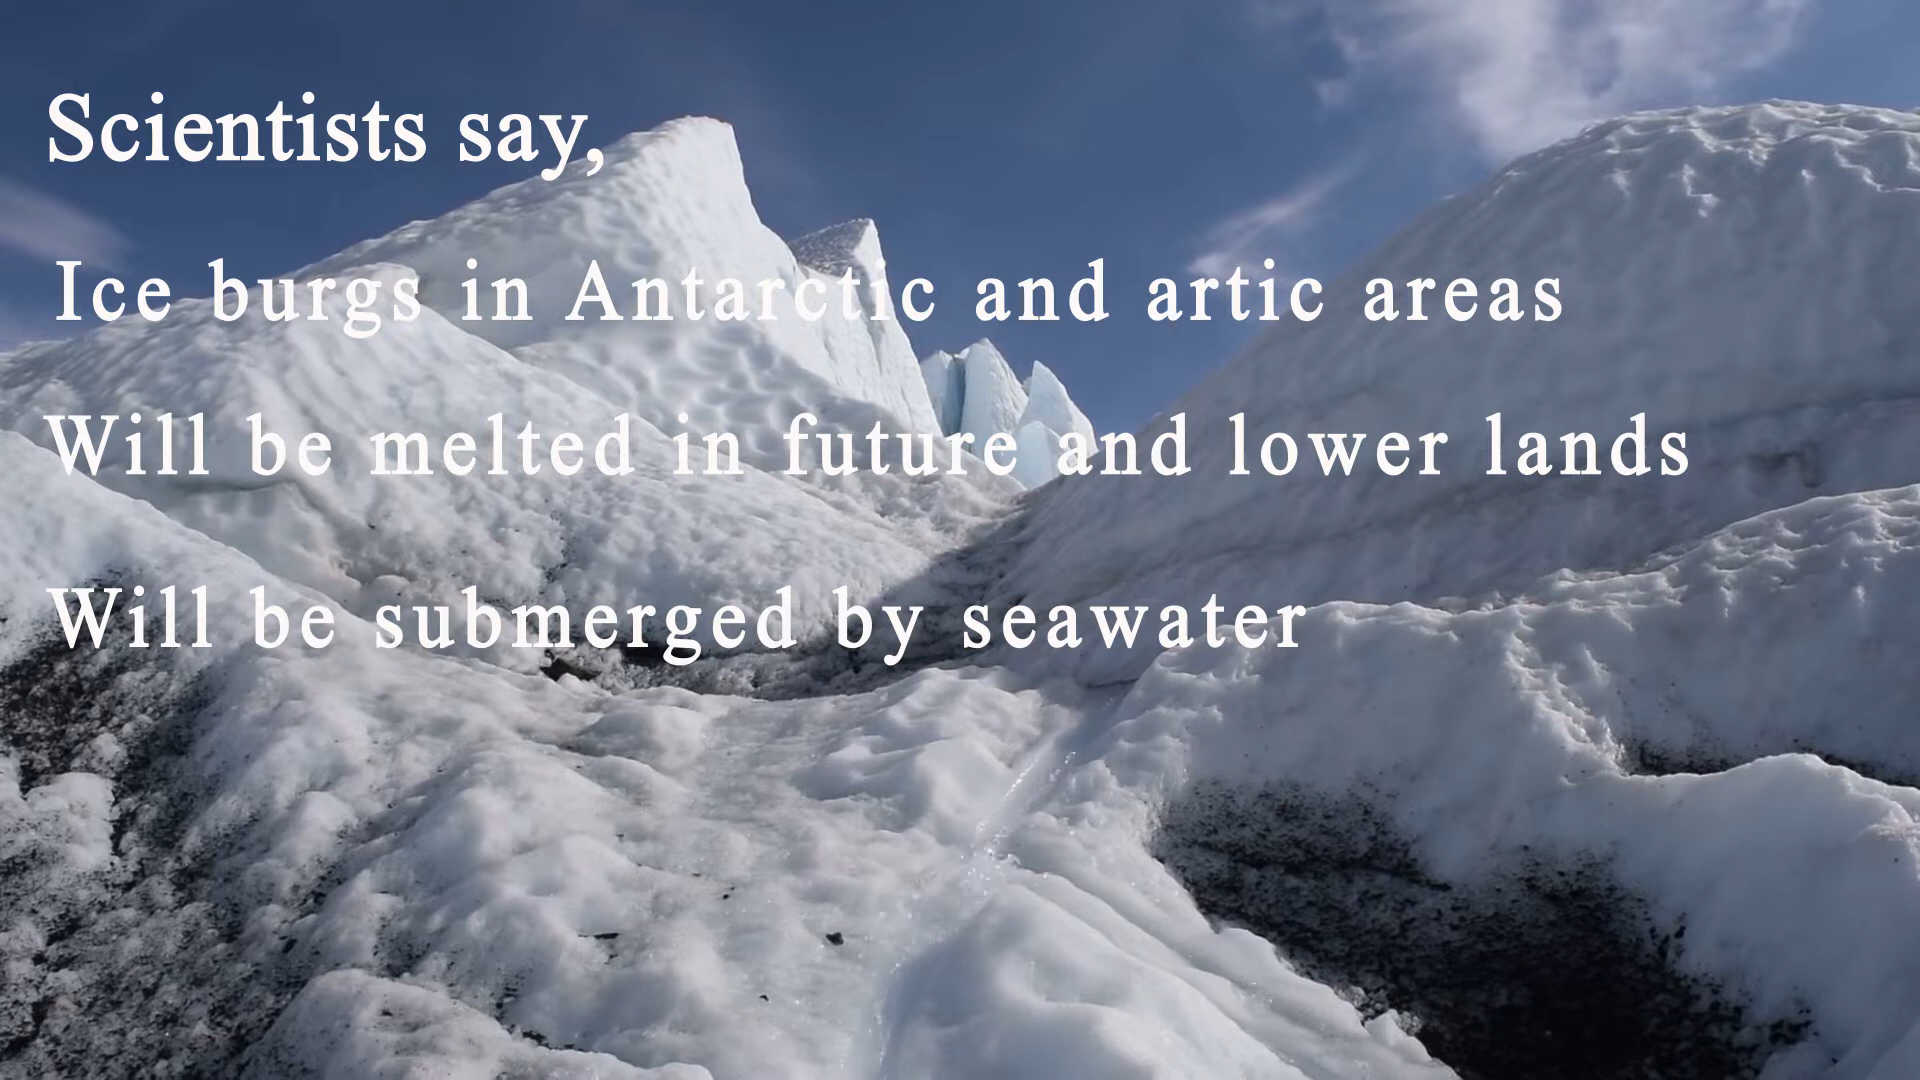 Scientists say,
Ice burgs in Antarctic and artic areas
Will be melted in future and lower lands
Will be submerged by seawater